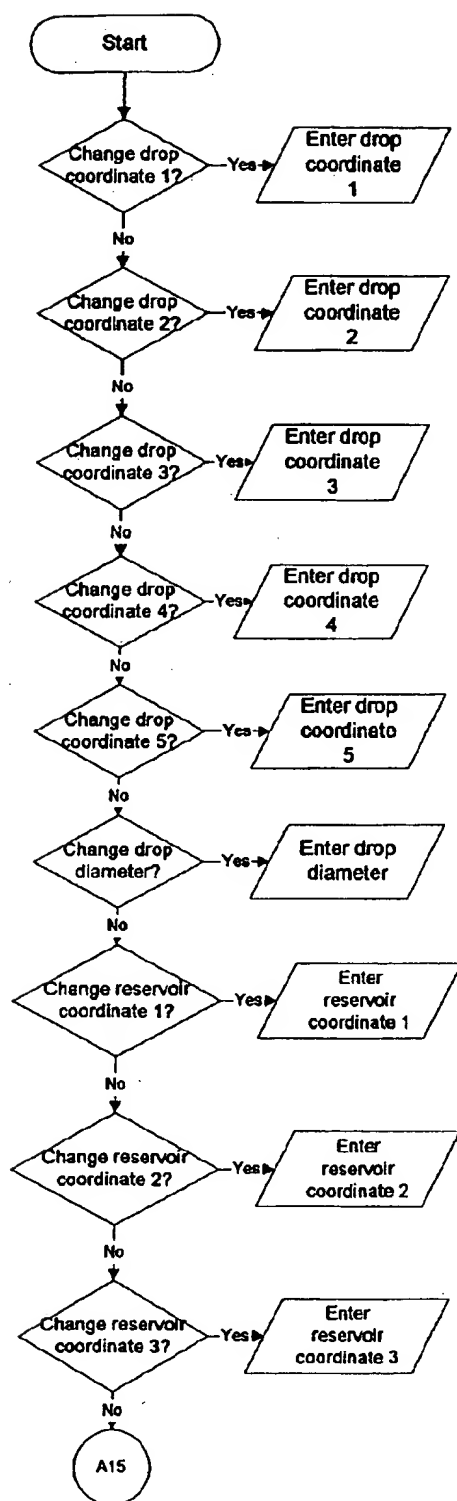 Start
Change drop
coordinate 1?
Yes
Enter drop
coordinate
1
No
Change drop
coordinate 2?
Yes
Enter drop
coordinate
2
No
Change drop
coordinate 3?
Yes
Enter drop
coordinate
3
No
Change drop
coordinate 4?
Yes
Enter drop
coordinate
4
No
Change drop
coordinate 5?
Yes
Enter drop
coordinate
5
No
Change drop
diameter?
Yes
Enter drop
diameter
No
Change reservoir
coordinate 1?
Yes
Enter
reservoir
coordinate 1
No
Change reservoir
coordinate 2?
Yes
Enter
reservoir
coordinate 2
No
Change reservoir
coordinate 3?
Yes
Enter
reservoir
coordinate 3
No
A15